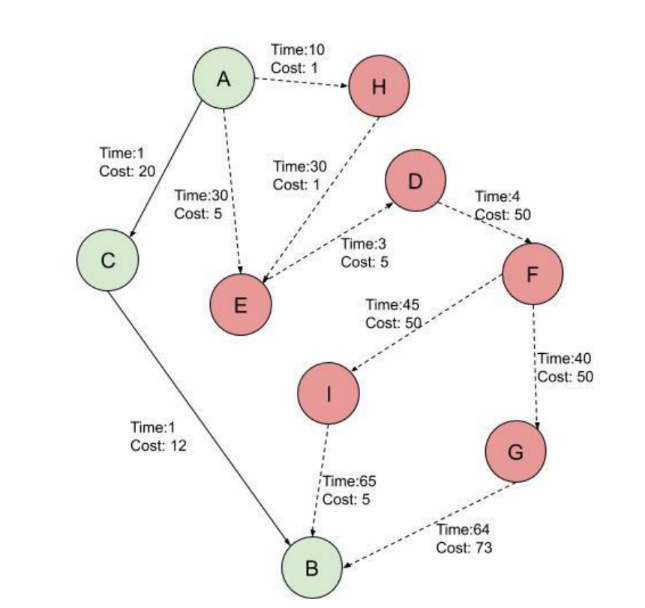 Time:10
Cost: 1
A
H
Time:1
Cost: 20
Time:30
Cost: 5
Time:30
Cost: 1
D
Time:4
Cost: 50
C
Time:3
Cost: 5
F
E
Time:45
Cost: 50
Time:40
Cost: 50
I
Time:1
Cost: 12
G
Time:65
Cost: 5
Time:64
Cost: 73
B